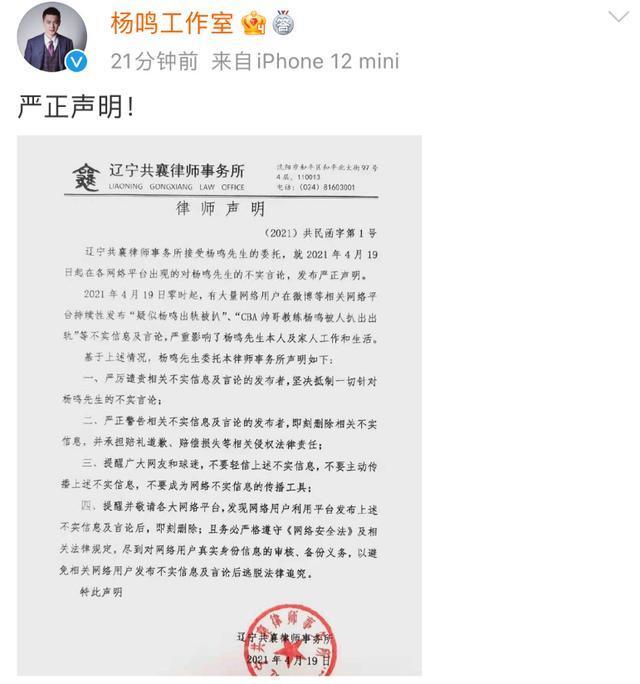 杨鸣工作室
21分钟前 来自iPhone 12 mini
严正声明！
辽宁共襄律师事务所
LIAONING GONGXIANG LAW OFFICE
沈阳市和平区和平北大街97号
4层，110013
电话：(024) 81603001
律师声明
（2021）共民函字第1号
辽宁共襄律师事务所接受杨鸣先生的委托，就2021年4月19
日起在各网络平台出现的对杨鸣先生的不实言论，发布严正声明。
2021年4月19日零时起，有大量网络用户在微博等相关网络平
台持续性发布“疑似杨鸣出轨被扒”、“CBA帅哥教练杨鸣被人扒出出
轨”等不实信息及言论，严重影响了杨鸣先生本人及家人工作和生活。
基于上述情况，杨鸣先生委托本律师事务所声明如下：
一、严厉谴责相关不实信息及言论的发布者，坚决抵制一切针对
杨鸣先生的不实言论；
二、严正警告相关不实信息及言论的发布者，即刻删除相关不实
信息，并承担赔礼道歉、赔偿损失等相关侵权法律责任；
三、提醒广大网友和球迷，不要轻信上述不实信息，不要主动传
播上述不实信息，不要成为网络不实信息的传播工具；
四、提醒并敬请各大网络平台，发现网络用户利用平台发布上述
不实信息及言论后，即刻删除；且务必严格遵守《网络安全法》及相
关法律规定，尽到对网络用户真实身份信息的审核、备份义务，以避
免相关网络用户发布不实信息及言论后逃脱法律追究。
特此声明
辽宁共襄律师事务所
2021年4月19日